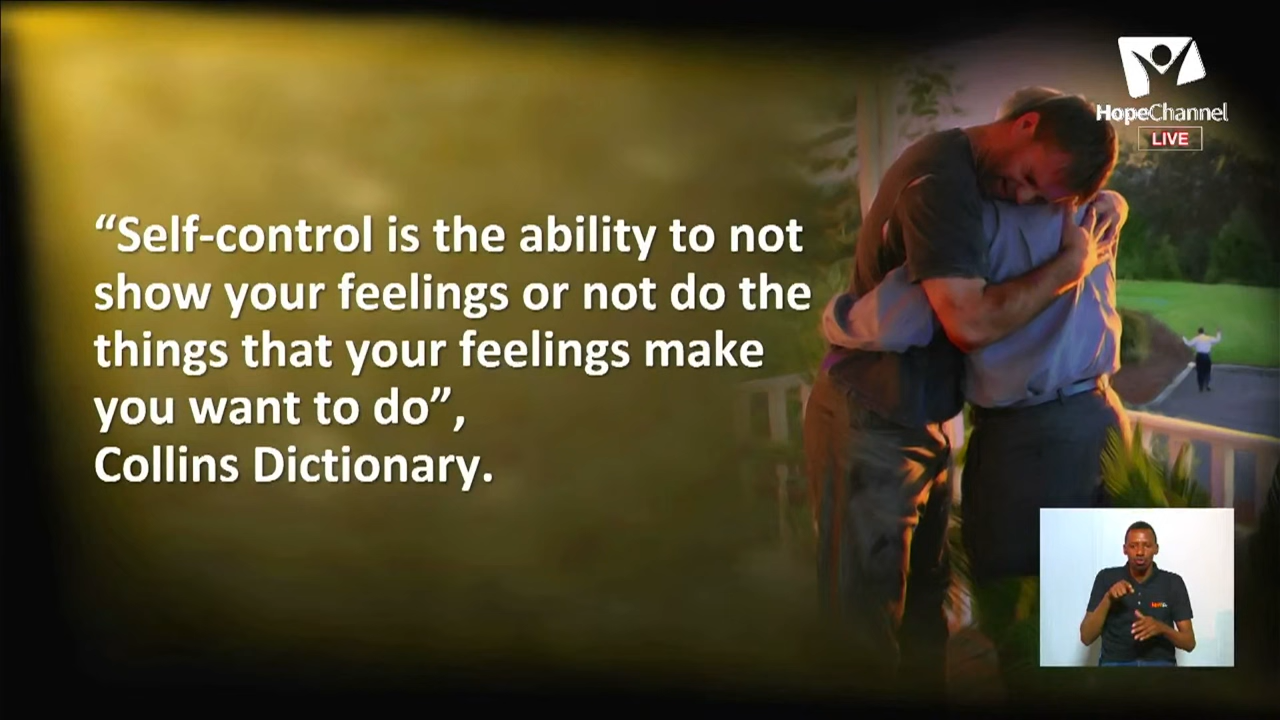 HopeChannel
LIVE
“Self-control is the ability to not
show your feelings or not do the
things that your feelings make
you want to do”,
Collins Dictionary.